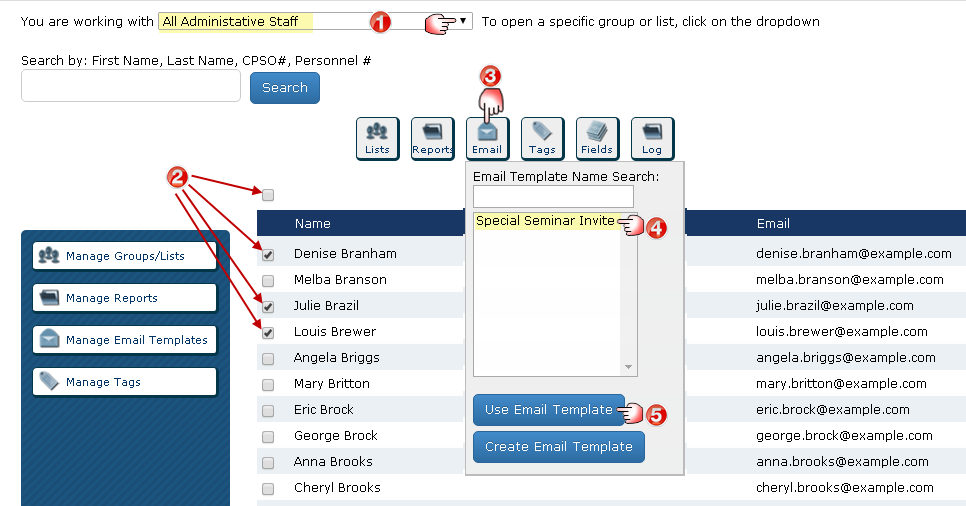 You are working with All Administative Staff 1 To open a specific group or list, click on the dropdown
Search by: First Name, Last Name, CPSO#, Personnel #
Search
3
Lists Reports Email Tags Fields Log
Email Template Name Search:
2
Special Seminar Invite 4
Name Email
Manage Groups/Lists
Manage Reports
Manage Email Templates
Manage Tags
Denise Branham denise.branham@example.com
Melba Branson melba.branson@example.com
Julie Brazil julie.brazil@example.com
Louis Brewer louis.brewer@example.com
Angela Briggs angela.briggs@example.com
Mary Britton mary.britton@example.com
Eric Brock eric.brock@example.com
George Brock george.brock@example.com
Anna Brooks anna.brooks@example.com
Cheryl Brooks cheryl.brooks@example.com
Use Email Template 5
Create Email Template